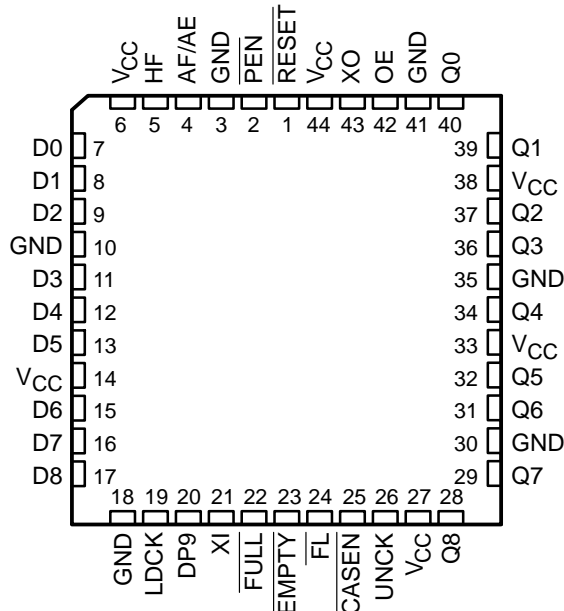 VCC HF AF/AE GND PEN RESET VCC XO OE GND Q0
6 5 4 3 2 1 44 43 42 41 40
D0 7 39 Q1
D1 8 38 VCC
D2 9 37 Q2
GND 10 36 Q3
D3 11 35 GND
D4 12 34 Q4
D5 13 33 VCC
VCC 14 32 Q5
D6 15 31 Q6
D7 16 30 GND
D8 17 29 Q7
18 19 20 21 22 23 24 25 26 27 28
GND LDCK DP9 XI FULL EMPTY FL CASEN UNCK VCC Q8